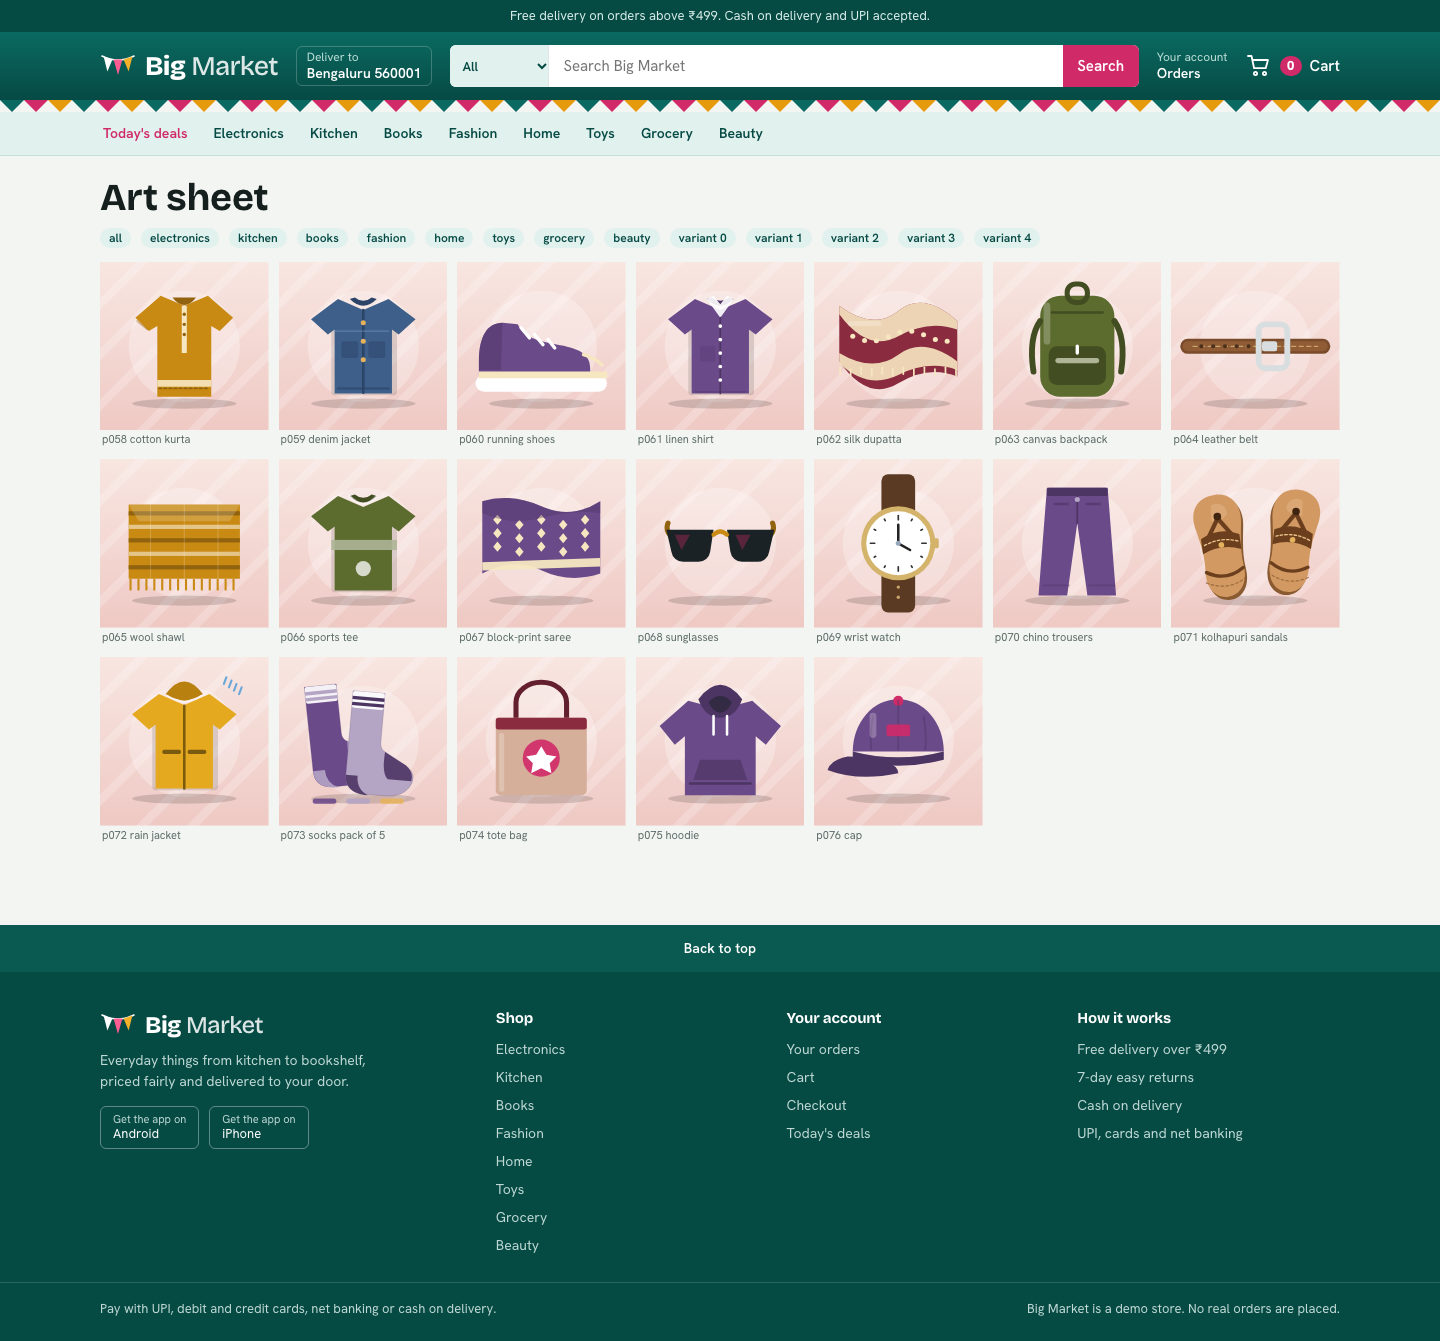 Free delivery on orders above ₹499. Cash on delivery and UPI accepted.
Big Market
Deliver to
Bengaluru 560001
All
Search Big Market
Search
Your account
Orders
0
Cart
Today's deals
Electronics
Kitchen
Books
Fashion
Home
Toys
Grocery
Beauty
Art sheet
all
electronics
kitchen
books
fashion
home
toys
grocery
beauty
variant 0
variant 1
variant 2
variant 3
variant 4
p058 cotton kurta
p059 denim jacket
p060 running shoes
p061 linen shirt
p062 silk dupatta
p063 canvas backpack
p064 leather belt
p065 wool shawl
p066 sports tee
p067 block-print saree
p068 sunglasses
p069 wrist watch
p070 chino trousers
p071 kolhapuri sandals
p072 rain jacket
p073 socks pack of 5
p074 tote bag
p075 hoodie
p076 cap
Back to top
Big Market
Everyday things from kitchen to bookshelf,
priced fairly and delivered to your door.
Get the app on
Android
Get the app on
iPhone
Shop
Electronics
Kitchen
Books
Fashion
Home
Toys
Grocery
Beauty
Your account
Your orders
Cart
Checkout
Today's deals
How it works
Free delivery over ₹499
7-day easy returns
Cash on delivery
UPI, cards and net banking
Pay with UPI, debit and credit cards, net banking or cash on delivery.
Big Market is a demo store. No real orders are placed.